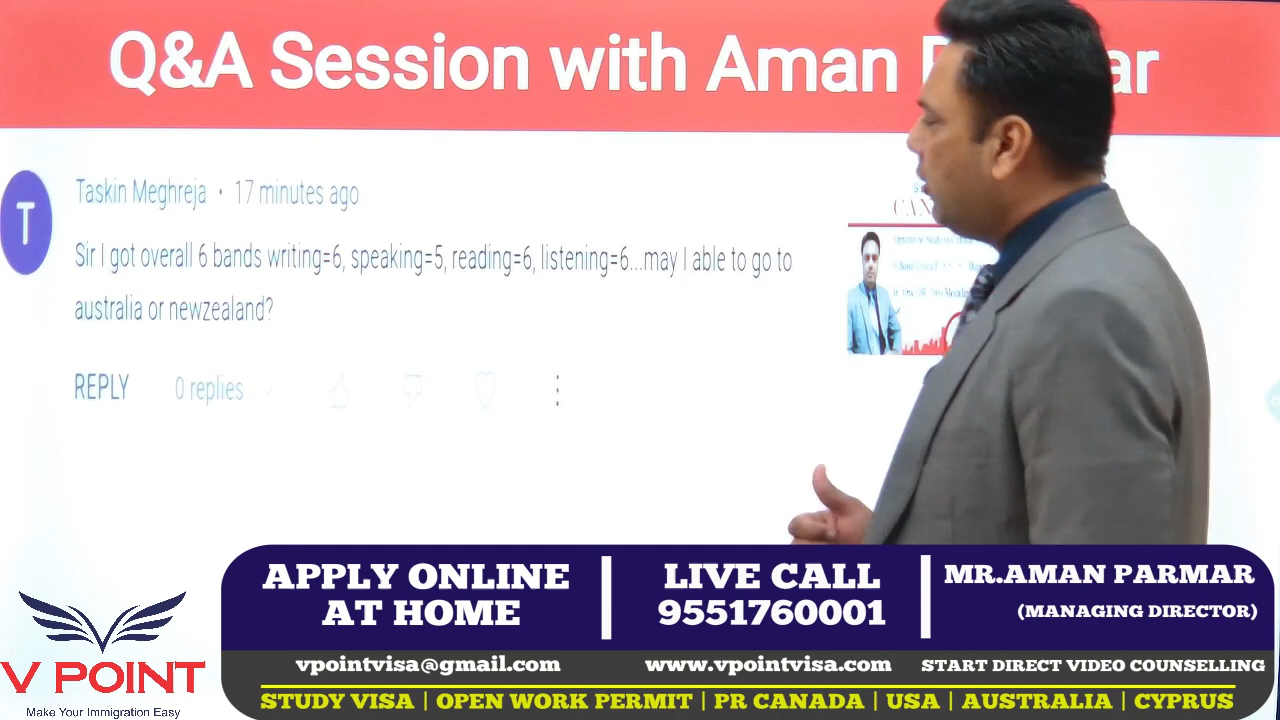 Q&A Session with Aman
Taskin Meghreja • 17 minutes ago
Sir I got overall 6 bands writing=6, speaking=5, reading=6, listening=6...may I able to go to
australia or newzealand?
REPLY 0 replies
T
APPLY ONLINE
AT HOME
LIVE CALL
9551760001
MR.AMAN PARMAR
(MANAGING DIRECTOR)
vpointvisa@gmail.com www.vpointvisa.com START DIRECT VIDEO COUNSELLING
STUDY VISA | OPEN WORK PERMIT | PR CANADA | USA | AUSTRALIA | CYPRUS
V POINT
Make Your Immigration Easy